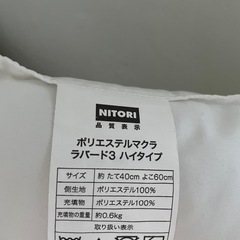 NITORI
品質表示
ポリエステルマクラ
ラバード3 ハイタイプ
サイズ 約 たて40cm よこ60cm
側生地 ポリエステル100%
充填物 ポリエステル100%
充填物の重量 約0.6kg
取り扱い表示